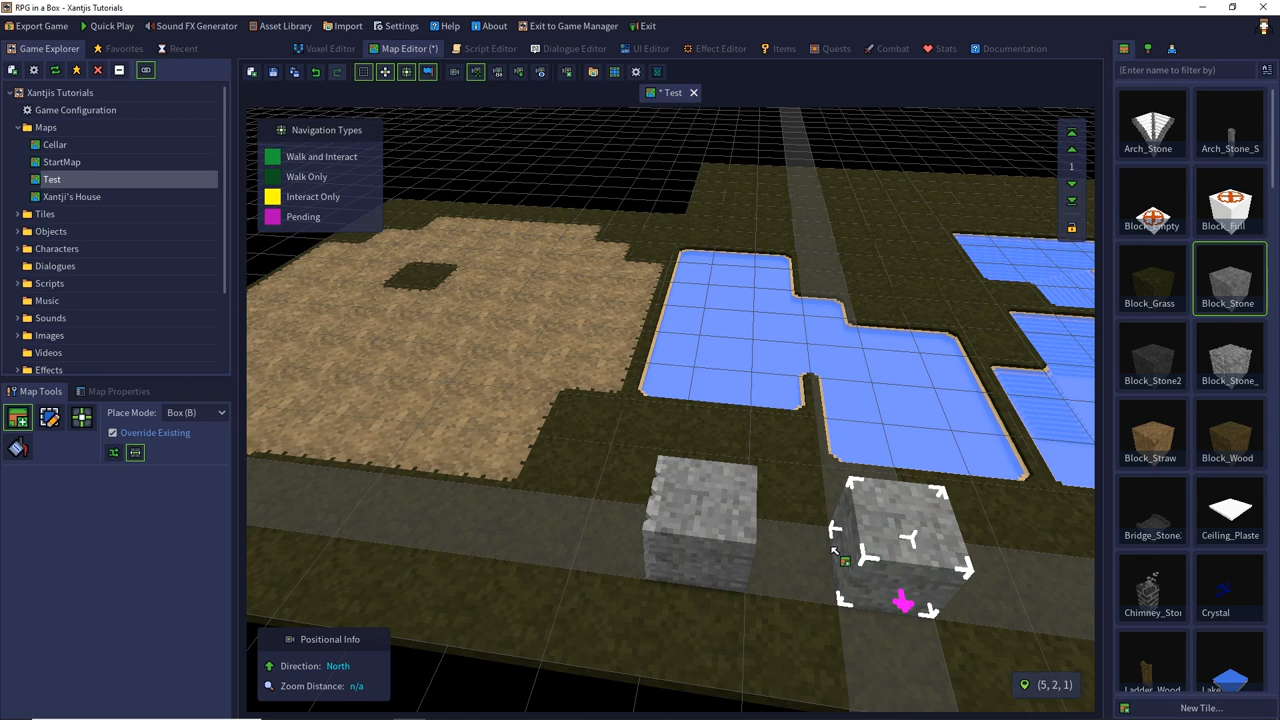 RPG in a Box - Xantjis Tutorials
Export Game Quick Play Sound FX Generator Asset Library Import Settings Help About Exit to Game Manager Exit
Game Explorer Favorites Recent
Voxel Editor Map Editor (*) Script Editor Dialogue Editor UI Editor Effect Editor Items Quests Combat Stats Documentation
(Enter name to filter by)
Xantjis Tutorials
Game Configuration
Maps
Cellar
StartMap
Test
Xantji's House
Tiles
Objects
Characters
Dialogues
Scripts
Music
Sounds
Images
Videos
Effects
Map Tools Map Properties
Place Mode: Box (B)
Override Existing
* Test
Navigation Types
Walk and Interact
Walk Only
Interact Only
Pending
1
Positional Info
Direction: North
Zoom Distance: n/a
(5, 2, 1)
Arch_Stone Arch_Stone_S
Block_Empty Block_Full
Block_Grass Block_Stone
Block_Stone2 Block_Stone_
Block_Straw Block_Wood
Bridge_Stone. Ceiling_Plaste
Chimney_Stor Crystal
Ladder_Wood Lake
New Tile...